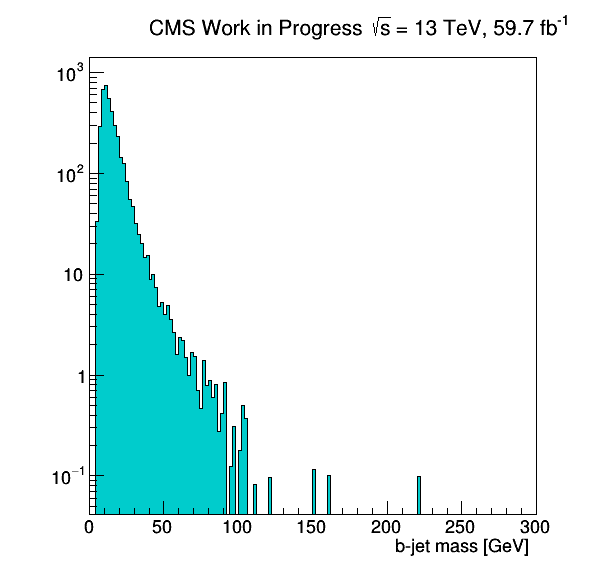 CMS Work in Progress √s = 13 TeV, 59.7 fb⁻¹
10³
10²
10
1
10⁻¹
0 50 100 150 200 250 300
b-jet mass [GeV]